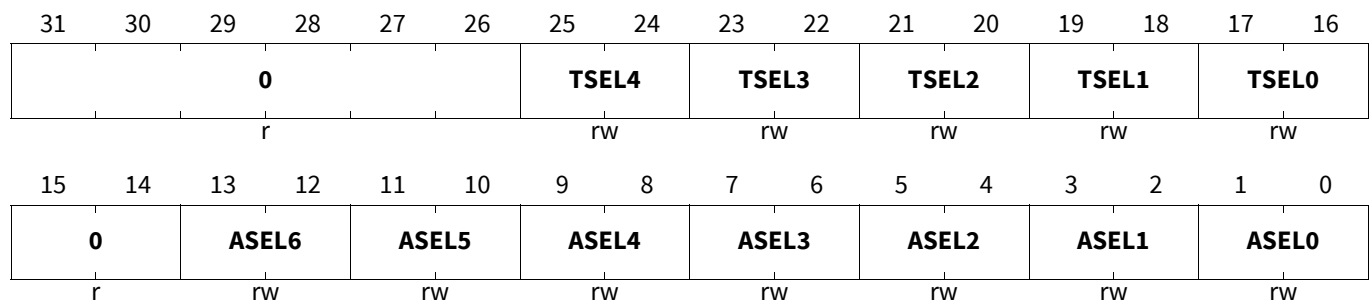 31 30 29 28 27 26 25 24 23 22 21 20 19 18 17 16
0 TSEL4 TSEL3 TSEL2 TSEL1 TSEL0
r rw rw rw rw rw
15 14 13 12 11 10 9 8 7 6 5 4 3 2 1 0
0 ASEL6 ASEL5 ASEL4 ASEL3 ASEL2 ASEL1 ASEL0
r rw rw rw rw rw rw rw